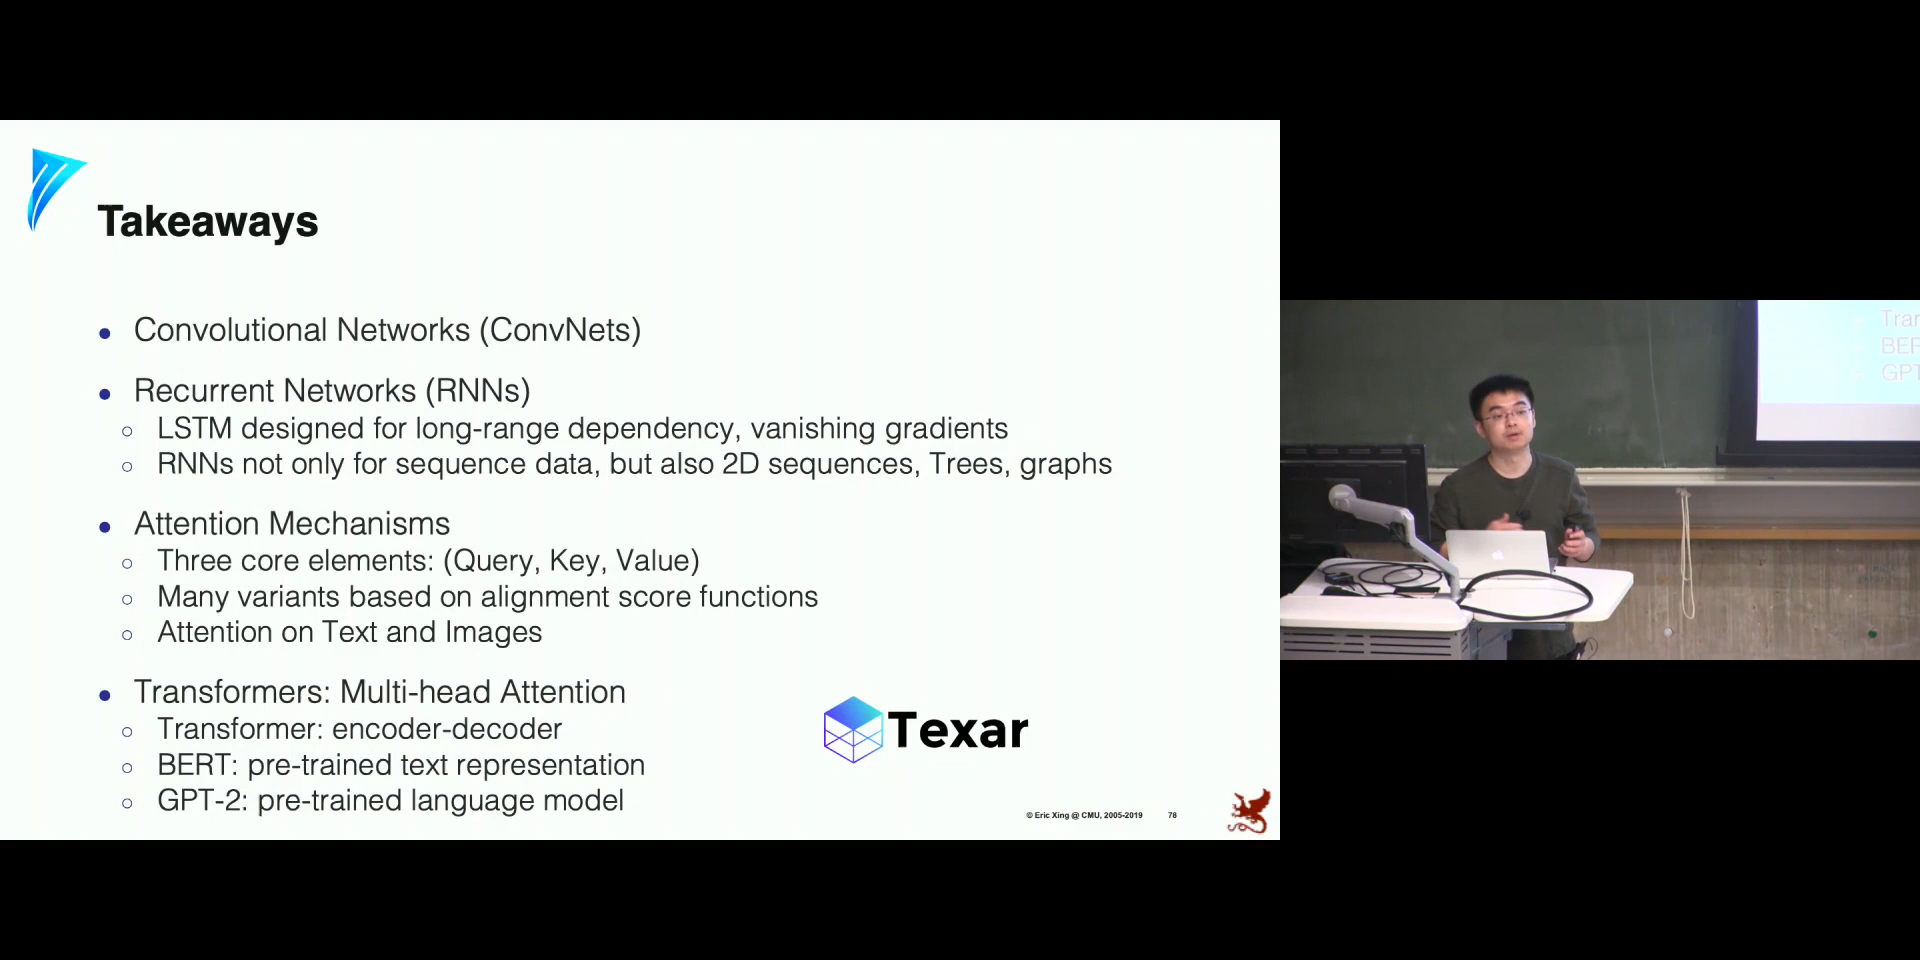 Takeaways
Convolutional Networks (ConvNets)
Recurrent Networks (RNNs)
LSTM designed for long-range dependency, vanishing gradients
RNNs not only for sequence data, but also 2D sequences, Trees, graphs
Attention Mechanisms
Three core elements: (Query, Key, Value)
Many variants based on alignment score functions
Attention on Text and Images
Transformers: Multi-head Attention
Transformer: encoder-decoder
BERT: pre-trained text representation
GPT-2: pre-trained language model
Texar
© Eric Xing @ CMU, 2005-2019 78
Tran
BER
GPT